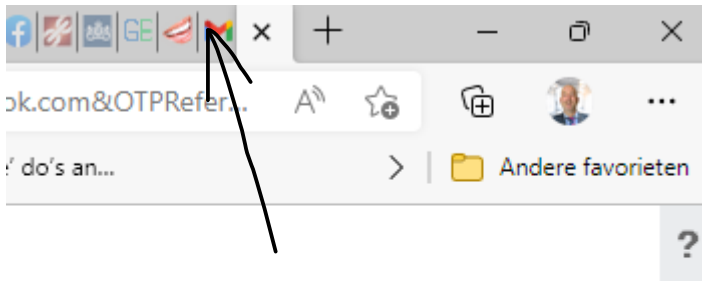 GE
ok.com&OTPRefer...
' do's an...
Andere favorieten
?